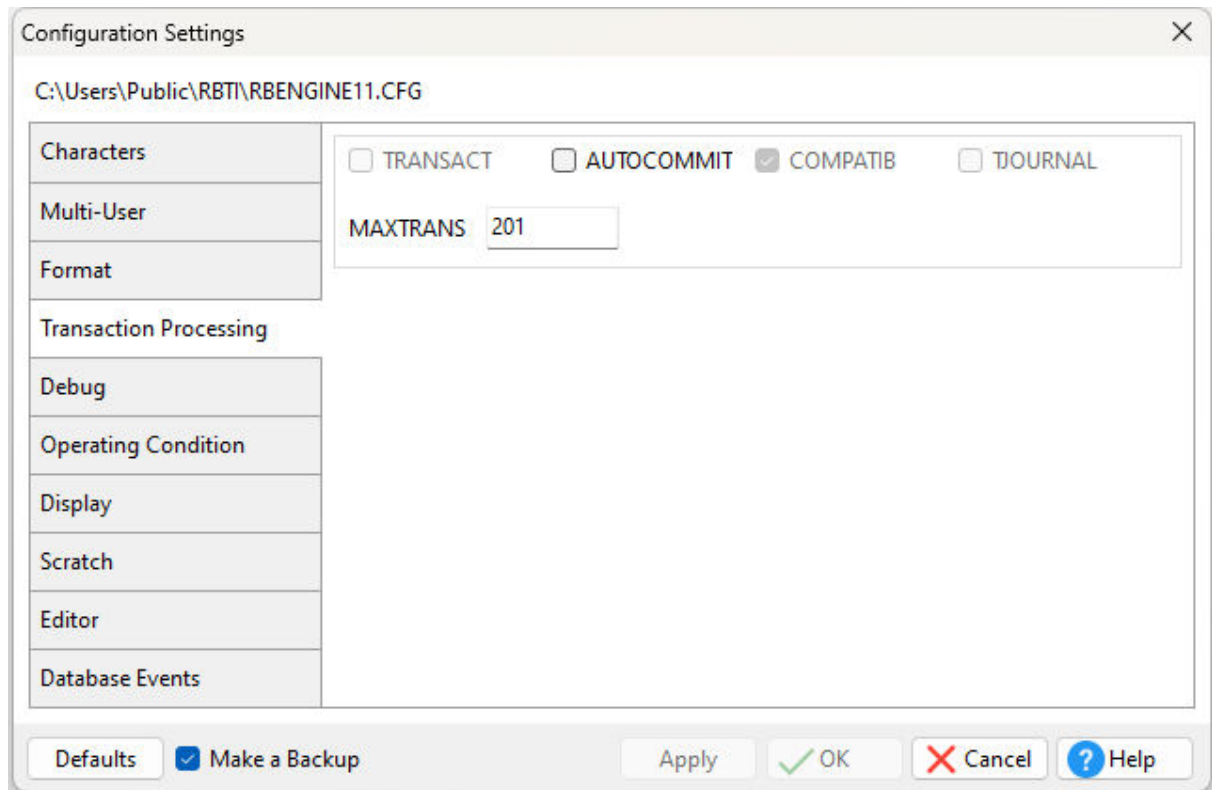 Configuration Settings
C:\Users\Public\RBTI\RBENGINE11.CFG
Characters
Multi-User
Format
Transaction Processing
Debug
Operating Condition
Display
Scratch
Editor
Database Events
TRANSACT AUTOCOMMIT COMPATIB TJOURNAL
MAXTRANS 201
Defaults Make a Backup Apply OK Cancel ? Help